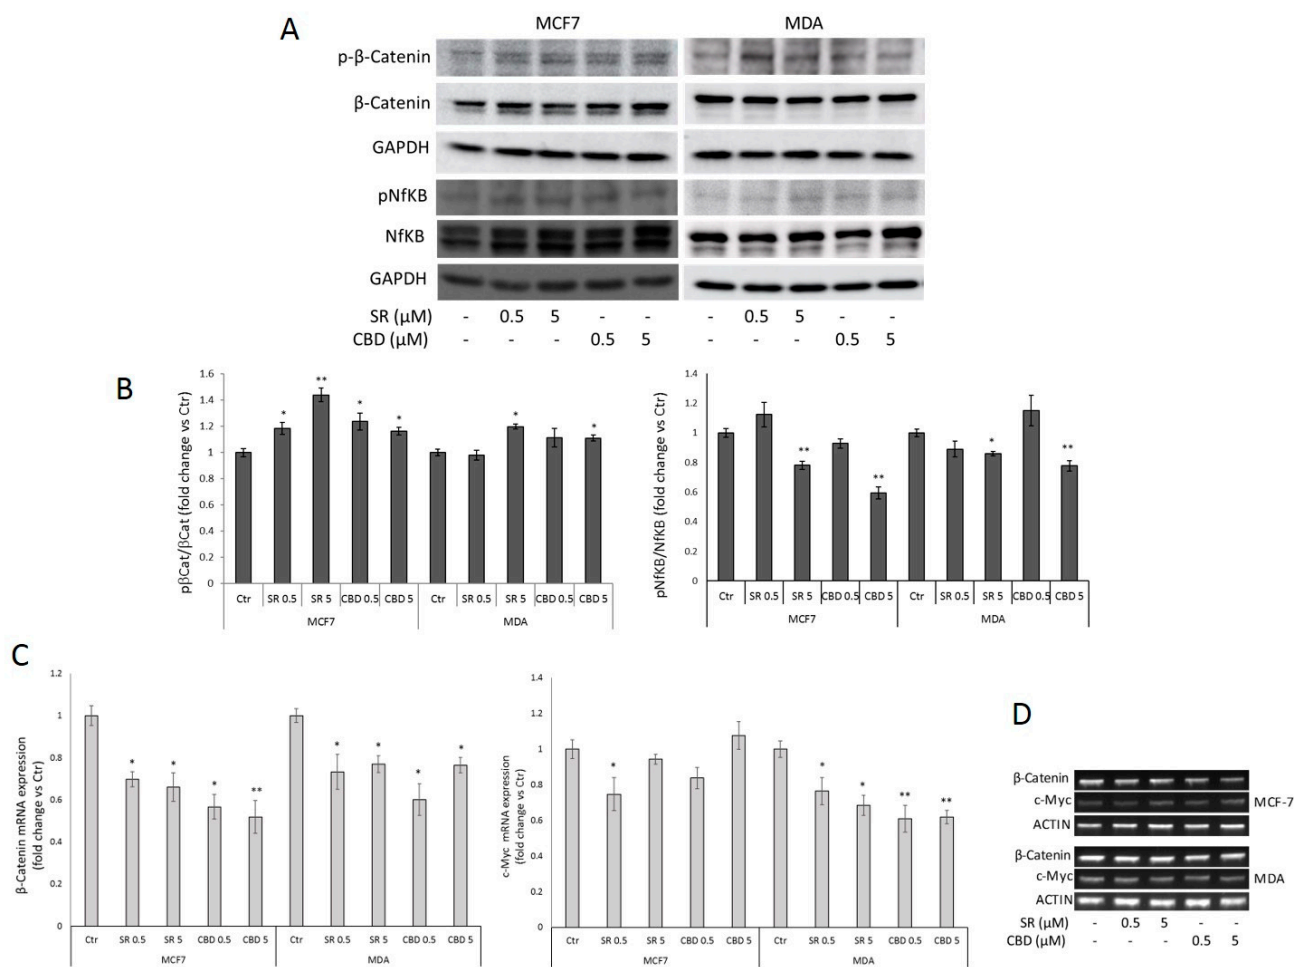 A
MCF7 MDA
p-β-Catenin
β-Catenin
GAPDH
pNfKB
NfKB
GAPDH
SR (µM) - 0.5 5 - - - 0.5 5 - -
CBD (µM) - - - 0.5 5 - - - 0.5 5
B
pβCat/βCat (fold change vs Ctr)
1.6
1.4
1.2
1
0.8
0.6
0.4
0.2
0
* ** * * * *
Ctr SR 0.5 SR 5 CBD 0.5 CBD 5 Ctr SR 0.5 SR 5 CBD 0.5 CBD 5
MCF7 MDA
pNfKB/NfKB (fold change vs Ctr)
1.4
1.2
1
0.8
0.6
0.4
0.2
0
** ** * **
Ctr SR 0.5 SR 5 CBD 0.5 CBD 5 Ctr SR 0.5 SR 5 CBD 0.5 CBD 5
MCF7 MDA
C
β-Catenin mRNA expression
(fold change vs Ctr)
1.2
1
0.8
0.6
0.4
0.2
0
* * * ** * * * *
Ctr SR 0.5 SR 5 CBD 0.5 CBD 5 Ctr SR 0.5 SR 5 CBD 0.5 CBD 5
MCF7 MDA
c-Myc mRNA expression
(fold change vs Ctr)
1.4
1.2
1
0.8
0.6
0.4
0.2
0
* * * ** **
Ctr SR 0.5 SR 5 CBD 0.5 CBD 5 Ctr SR 0.5 SR 5 CBD 0.5 CBD 5
MCF7 MDA
D
β-Catenin
c-Myc MCF-7
ACTIN
β-Catenin
c-Myc MDA
ACTIN
SR (µM) - 0.5 5 - -
CBD (µM) - - - 0.5 5